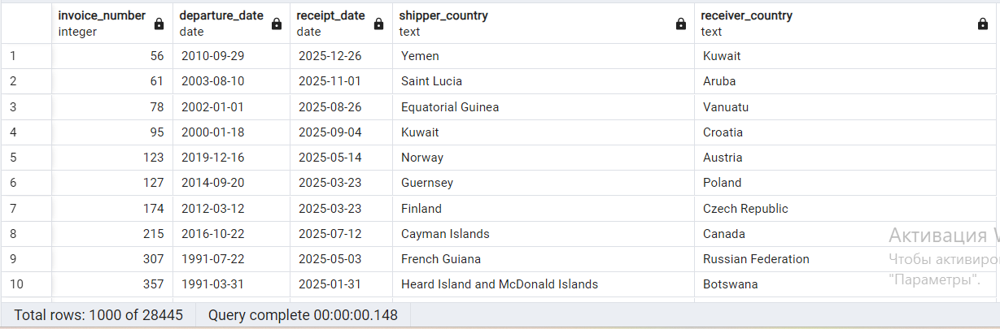 invoice_number departure_date receipt_date shipper_country receiver_country
integer date date text text
1 56 2010-09-29 2025-12-26 Yemen Kuwait
2 61 2003-08-10 2025-11-01 Saint Lucia Aruba
3 78 2002-01-01 2025-08-26 Equatorial Guinea Vanuatu
4 95 2000-01-18 2025-09-04 Kuwait Croatia
5 123 2019-12-16 2025-05-14 Norway Austria
6 127 2014-09-20 2025-03-23 Guernsey Poland
7 174 2012-03-12 2025-03-23 Finland Czech Republic
8 215 2016-10-22 2025-07-12 Cayman Islands Canada
Активация
9 307 1991-07-22 2025-05-03 French Guiana Russian Federation
Чтобы активиро
10 357 1991-03-31 2025-01-31 Heard Island and McDonald Islands Botswana
"Параметры".
Total rows: 1000 of 28445 Query complete 00:00:00.148